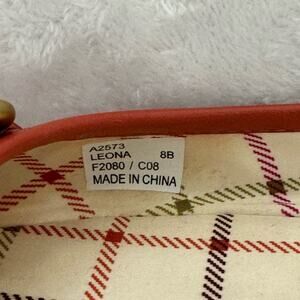 A2573
LEONA 8B
F2080 / C08
MADE IN CHINA